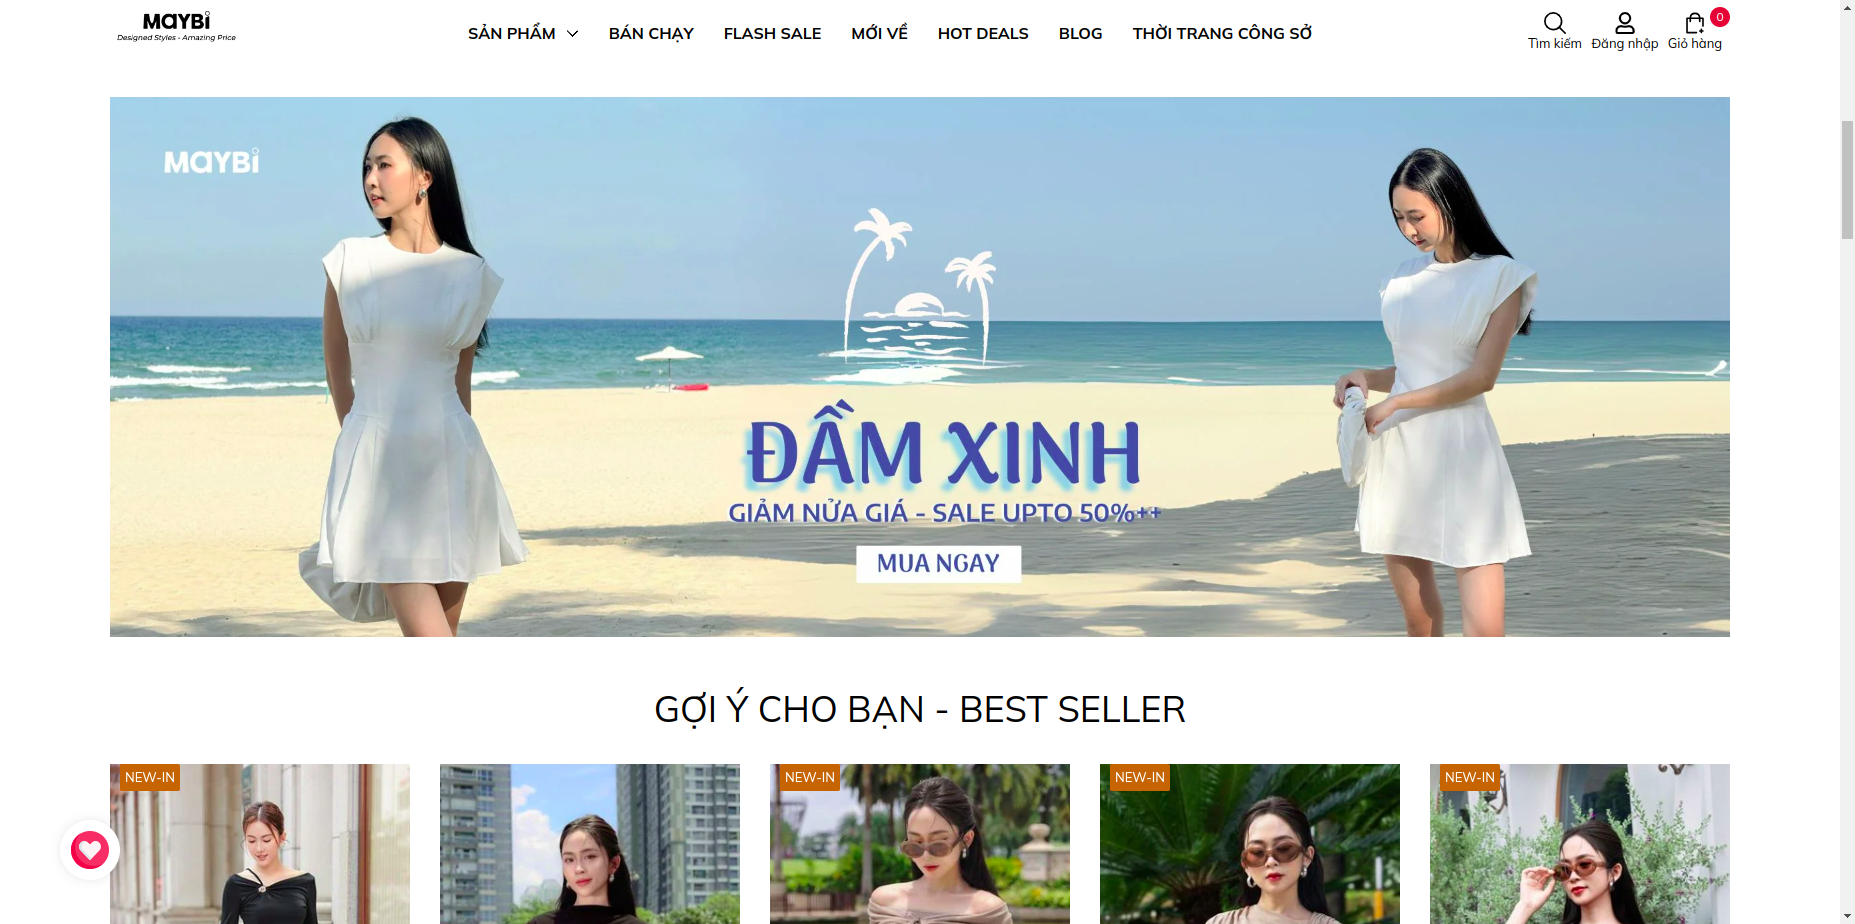 MAYBI
Designed Styles - Amazing Price
SẢN PHẨM
BÁN CHẠY
FLASH SALE
MỚI VỀ
HOT DEALS
BLOG
THỜI TRANG CÔNG SỞ
Tìm kiếm
Đăng nhập
0
Giỏ hàng
MAYBI
ĐẦM XINH
GIẢM NỬA GIÁ - SALE UPTO 50%++
MUA NGAY
GỢI Ý CHO BẠN - BEST SELLER
NEW-IN
NEW-IN
NEW-IN
NEW-IN